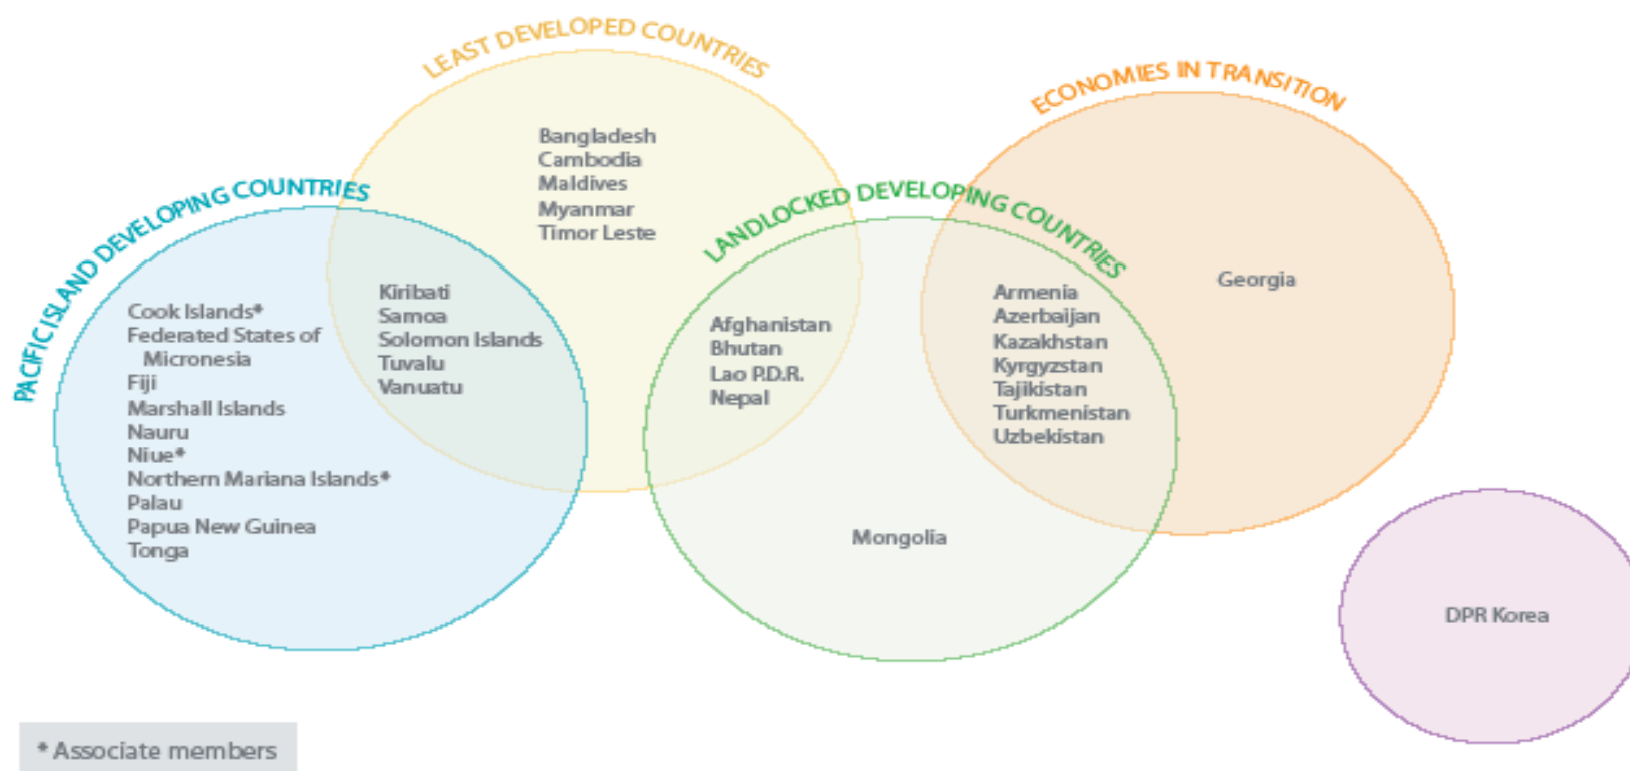 LEAST DEVELOPED COUNTRIES
ECONOMIES IN TRANSITION
PACIFIC ISLAND DEVELOPING COUNTRIES
LANDLOCKED DEVELOPING COUNTRIES
Bangladesh
Cambodia
Maldives
Myanmar
Timor Leste
Cook Islands*
Federated States of
Micronesia
Fiji
Marshall Islands
Nauru
Niue*
Northern Mariana Islands*
Palau
Papua New Guinea
Tonga
Kiribati
Samoa
Solomon Islands
Tuvalu
Vanuatu
Afghanistan
Bhutan
Lao P.D.R.
Nepal
Armenia
Azerbaijan
Kazakhstan
Kyrgyzstan
Tajikistan
Turkmenistan
Uzbekistan
Georgia
Mongolia
DPR Korea
* Associate members